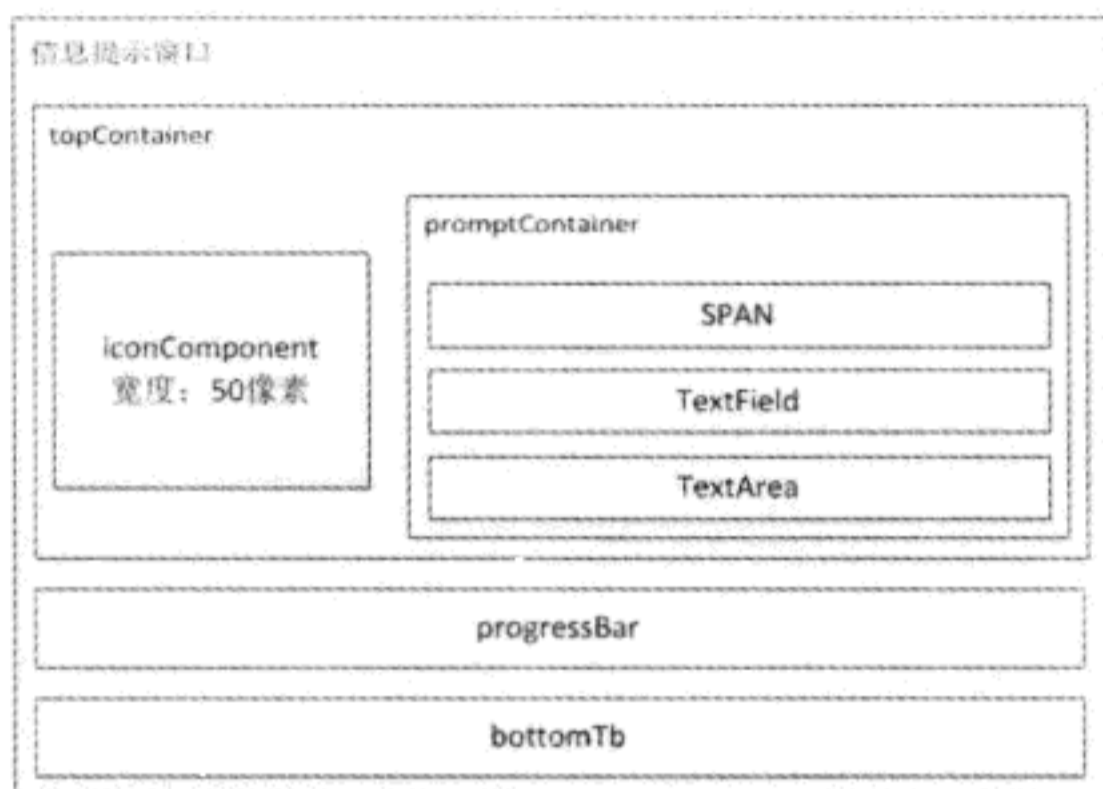 信息提示窗口
topContainer
promptContainer
iconComponent
宽度：50像素
SPAN
TextField
TextArea
progressBar
bottomTb